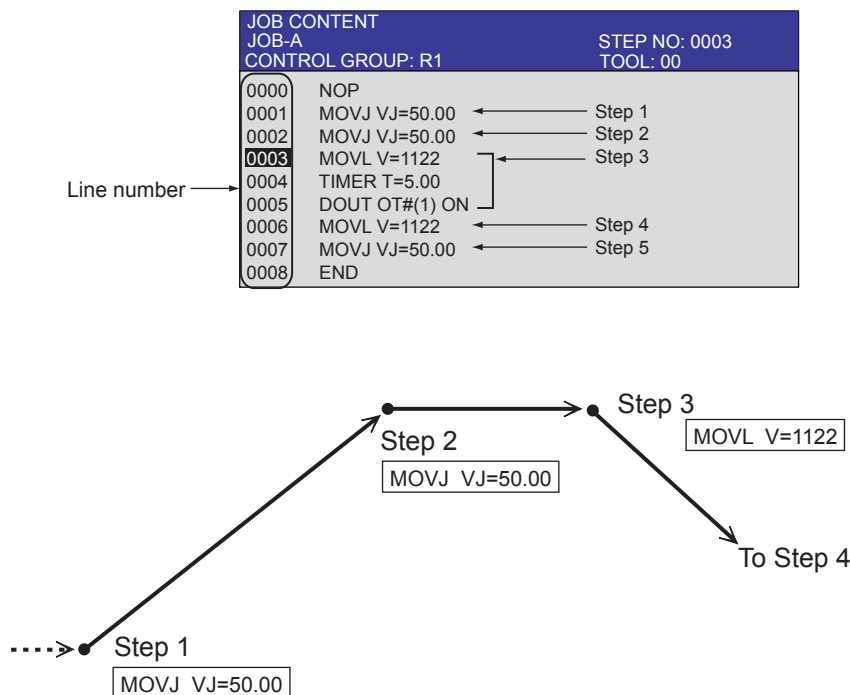 JOB CONTENT
JOB-A STEP NO: 0003
CONTROL GROUP: R1 TOOL: 00
0000 NOP
0001 MOVJ VJ=50.00 Step 1
0002 MOVJ VJ=50.00 Step 2
0003 MOVL V=1122 Step 3
Line number 0004 TIMER T=5.00
0005 DOUT OT#(1) ON
0006 MOVL V=1122 Step 4
0007 MOVJ VJ=50.00 Step 5
0008 END
Step 3
MOVL V=1122
Step 2
MOVJ VJ=50.00
To Step 4
Step 1
MOVJ VJ=50.00